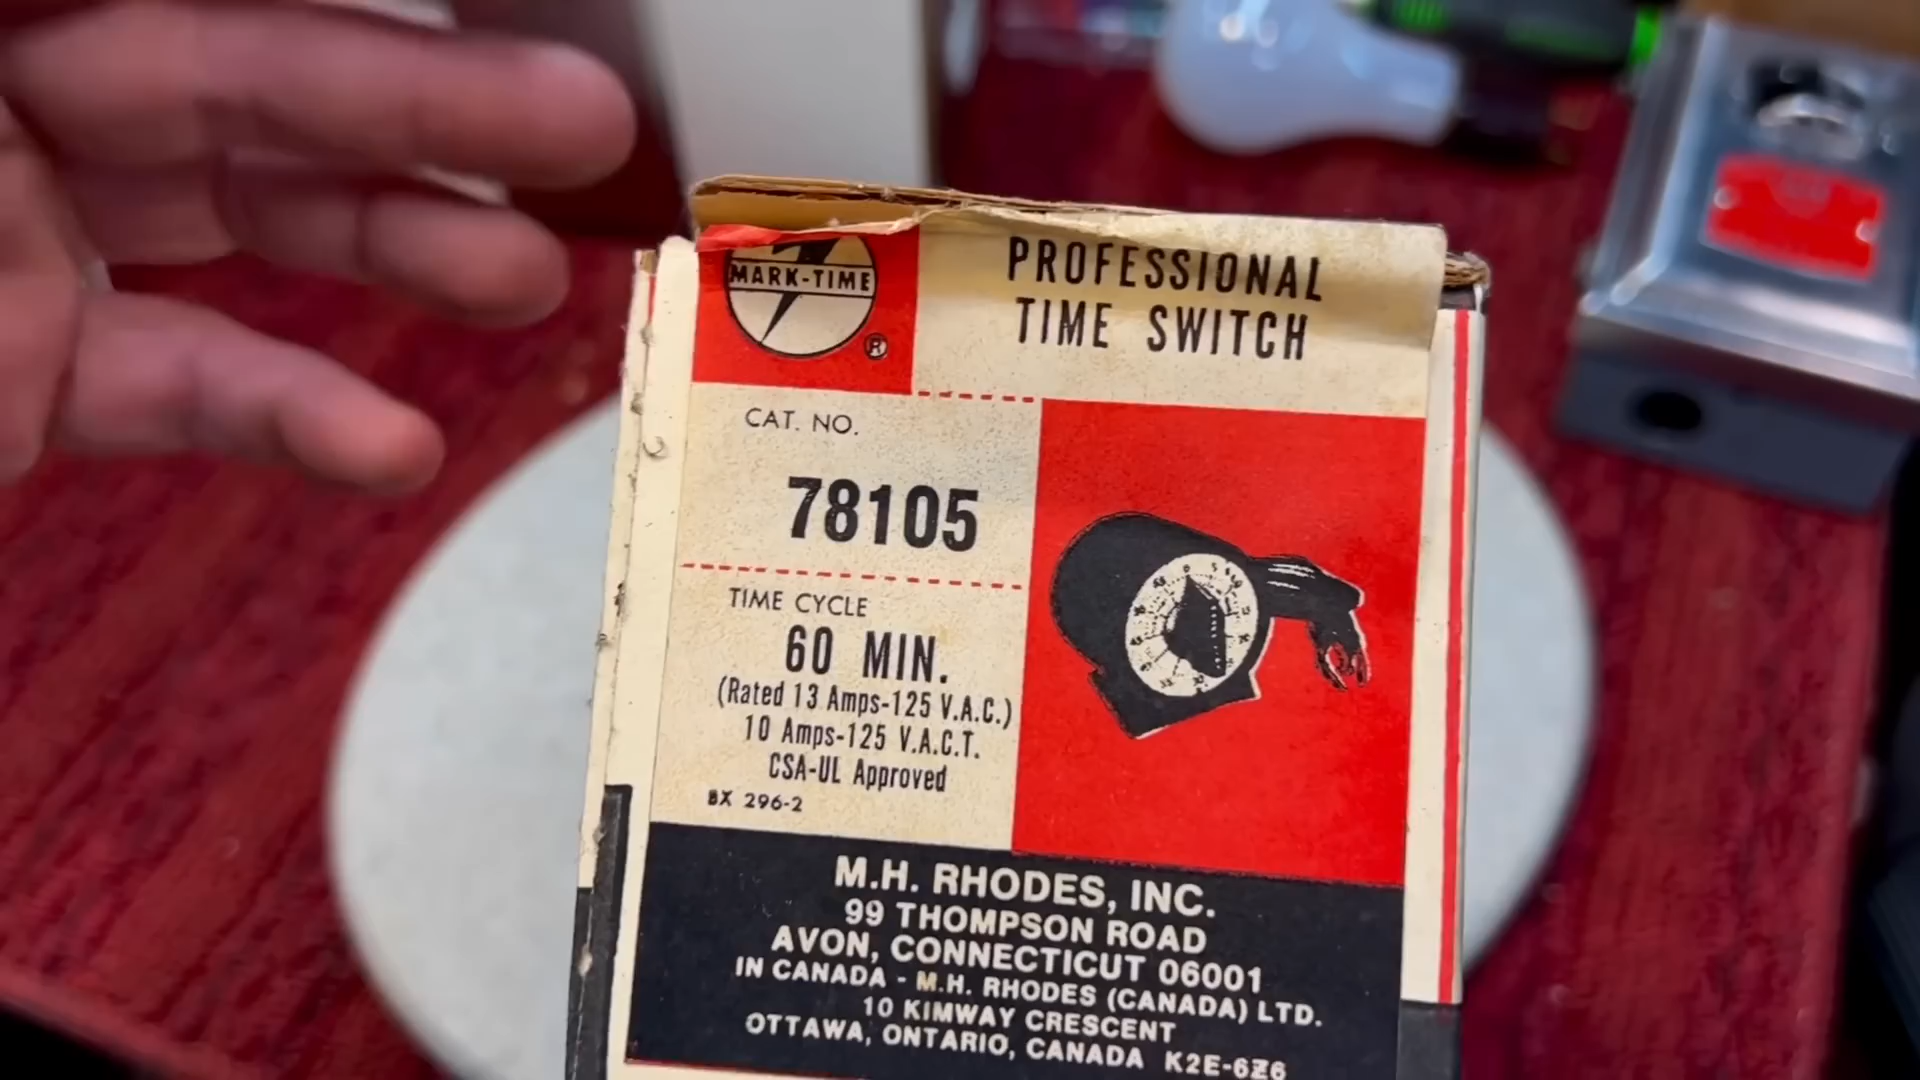 MARK-TIME
®
PROFESSIONAL
TIME SWITCH
CAT. NO.
78105
TIME CYCLE
60 MIN.
(Rated 13 Amps-125 V.A.C.)
10 Amps-125 V.A.C.T.
CSA-UL Approved
BX 296-2
M.H. RHODES, INC.
99 THOMPSON ROAD
AVON, CONNECTICUT 06001
IN CANADA - M.H. RHODES (CANADA) LTD.
10 KIMWAY CRESCENT
OTTAWA, ONTARIO, CANADA K2E-6Z6